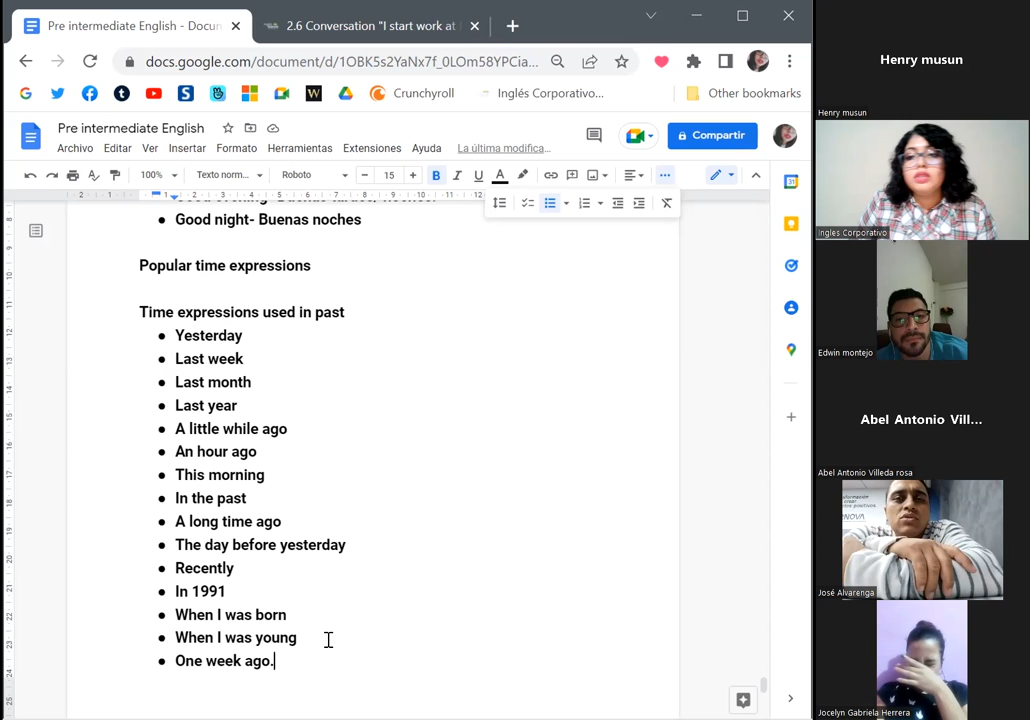 Pre intermediate English - Docum
2.6 Conversation "I start work at
docs.google.com/document/d/1OBK5s2YaNx7f_0LOm58YPCia...
Crunchyroll
Inglés Corporativo...
Other bookmarks
Pre intermediate English
Compartir
Archivo Editar Ver Insertar Formato Herramientas Extensiones Ayuda La última modifica...
100% Texto norm... Roboto 15
Good night- Buenas noches
Popular time expressions
Time expressions used in past
Yesterday
Last week
Last month
Last year
A little while ago
An hour ago
This morning
In the past
A long time ago
The day before yesterday
Recently
In 1991
When I was born
When I was young
One week ago.
Henry musun
Henry musun
Ingles Corporativo
Edwin montejo
Abel Antonio Vill...
Abel Antonio Villeda rosa
José Alvarenga
Jocelyn Gabriela Herrera